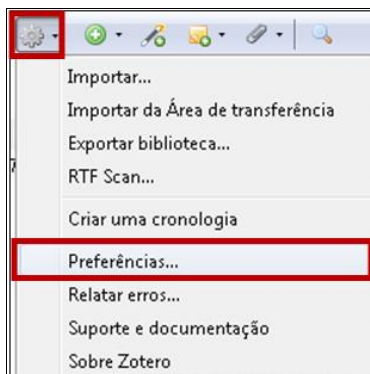 Importar...
Importar da Área de transferência
Exportar biblioteca...
RTF Scan...
Criar uma cronologia
Preferências...
Relatar erros...
Suporte e documentação
Sobre Zotero